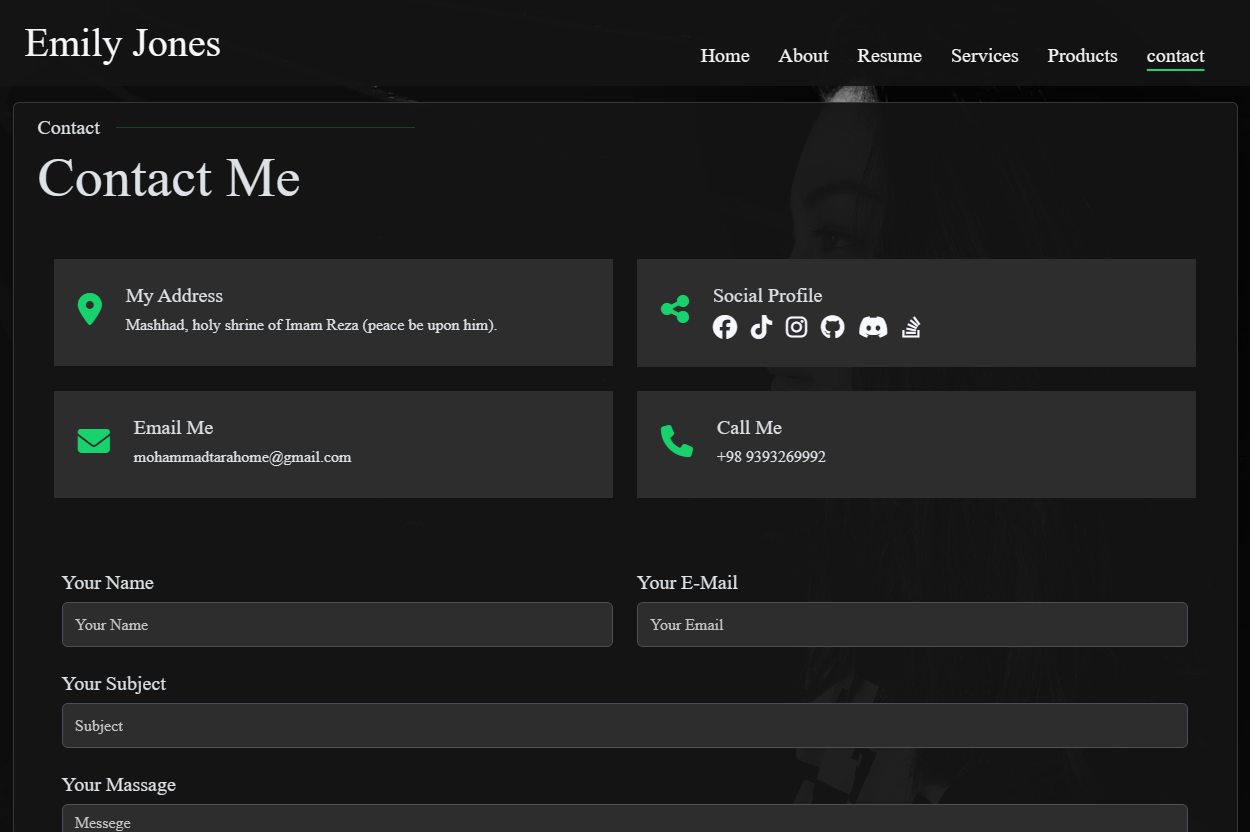 Emily Jones
Home About Resume Services Products contact
Contact
Contact Me
My Address
Mashhad, holy shrine of Imam Reza (peace be upon him).
Social Profile
Email Me
mohammadtarahome@gmail.com
Call Me
+98 9393269992
Your Name
Your Name
Your E-Mail
Your Email
Your Subject
Subject
Your Massage
Messege